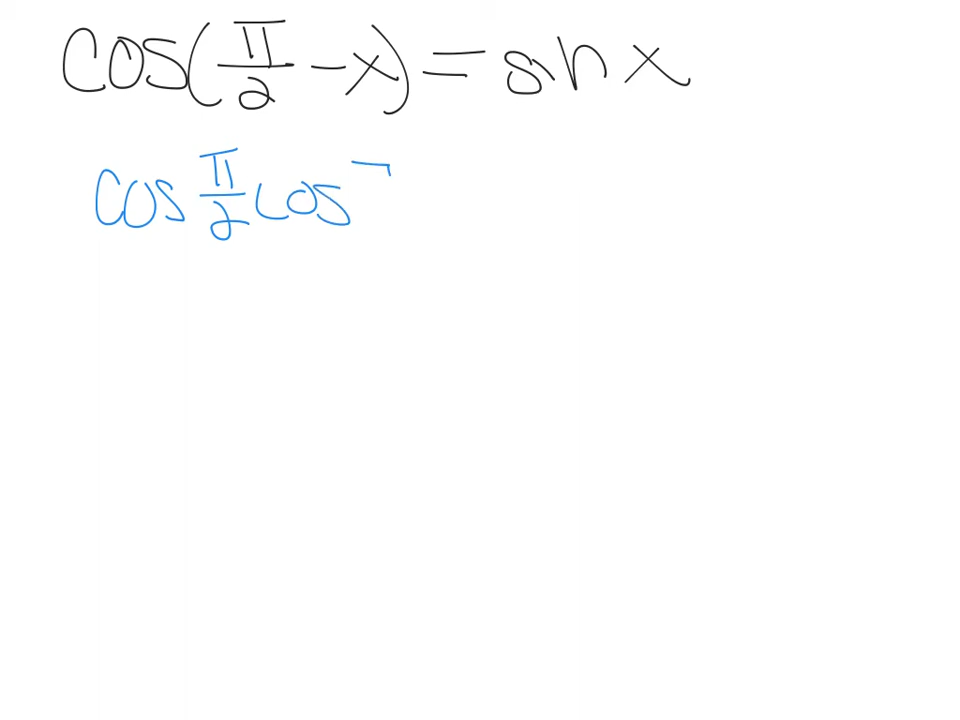 cos(π/2 - x) = sin x
cos π/2 cos